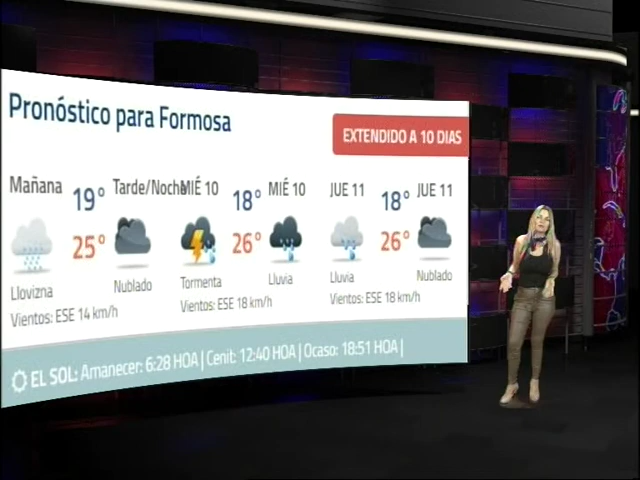 Pronóstico para Formosa
EXTENDIDO A 10 DIAS
Mañana
19°
25°
Llovizna
Vientos: ESE 14 km/h
Tarde/Noche
Nublado
MIÉ 10
18°
26°
Tormenta
Vientos: ESE 18 km/h
MIÉ 10
Lluvia
JUE 11
18°
26°
Lluvia
Vientos: ESE 18 km/h
JUE 11
Nublado
EL SOL: Amanecer: 6:28 HOA | Cenit: 12:40 HOA | Ocaso: 18:51 HOA |